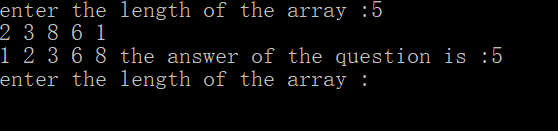 enter the length of the array :5
2 3 8 6 1
1 2 3 6 8 the answer of the question is :5
enter the length of the array :